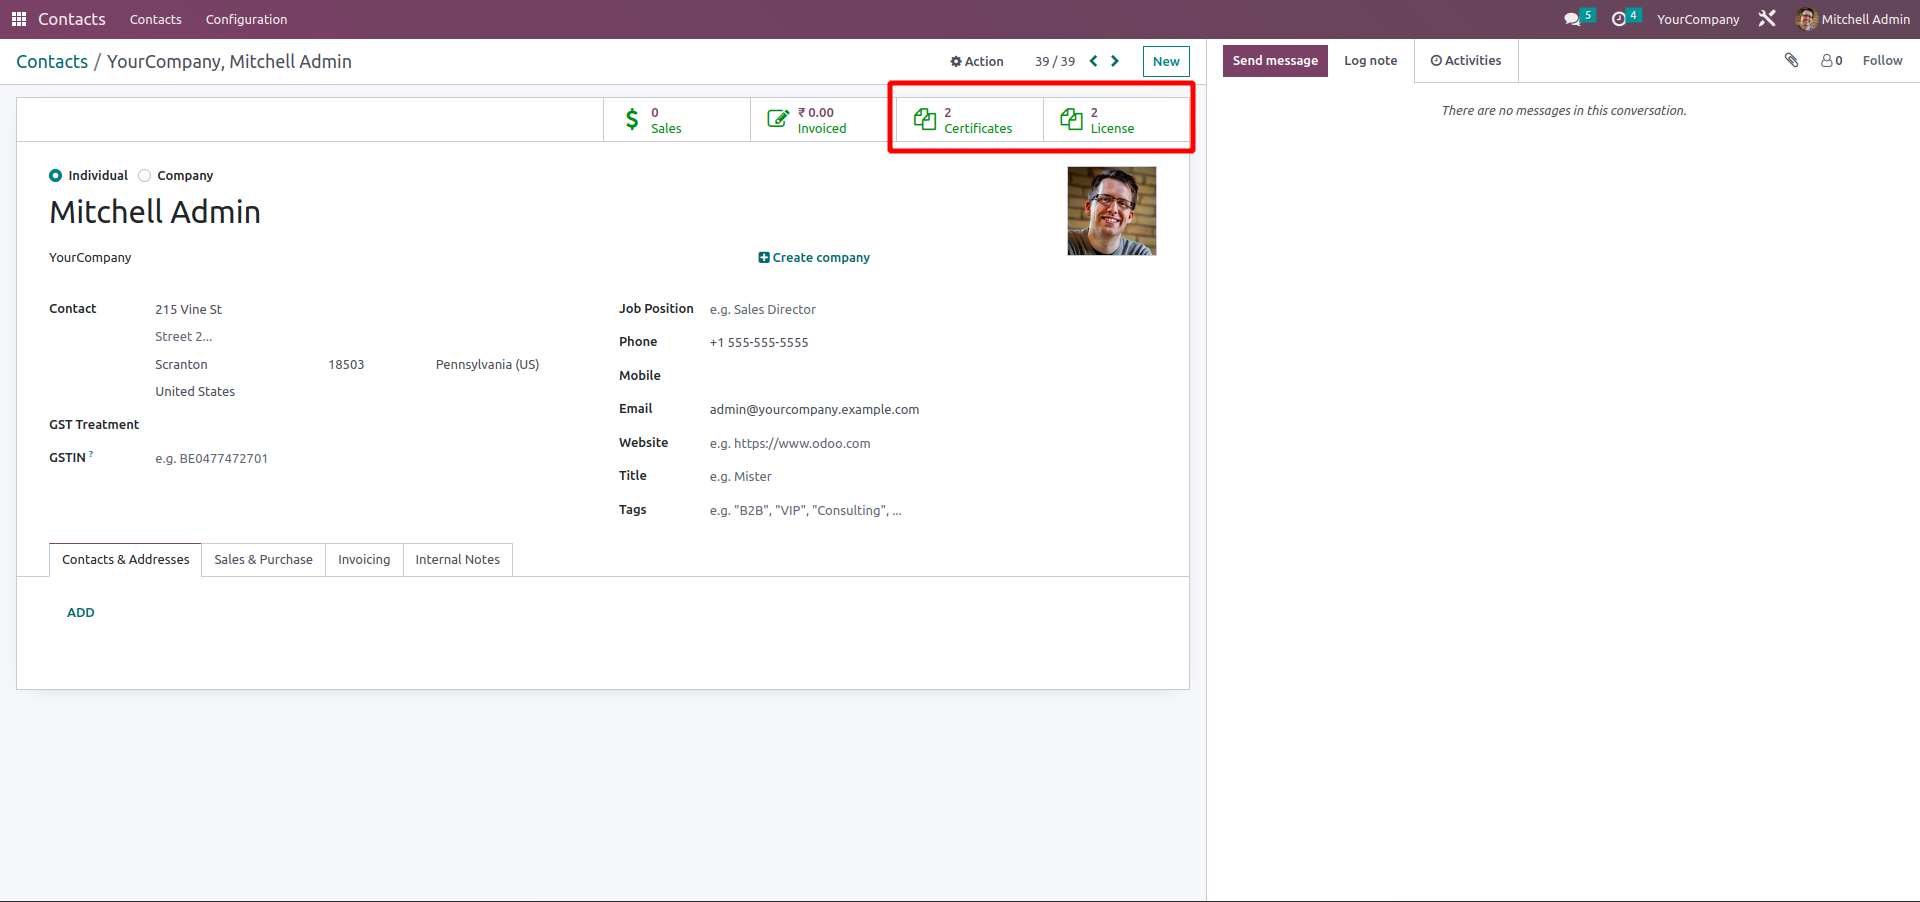 Contacts Contacts Configuration 5 4 YourCompany Mitchell Admin
Contacts / YourCompany, Mitchell Admin Action 39 / 39 New
Send message Log note Activities 0 Follow
There are no messages in this conversation.
0 ₹ 0.00 2 2
Sales Invoiced Certificates License
Individual Company
Mitchell Admin
YourCompany Create company
Contact 215 Vine St
Street 2...
Scranton 18503 Pennsylvania (US)
United States
GST Treatment
GSTIN ? e.g. BE0477472701
Job Position e.g. Sales Director
Phone +1 555-555-5555
Mobile
Email admin@yourcompany.example.com
Website e.g. https://www.odoo.com
Title e.g. Mister
Tags e.g. "B2B", "VIP", "Consulting", ...
Contacts & Addresses Sales & Purchase Invoicing Internal Notes
ADD